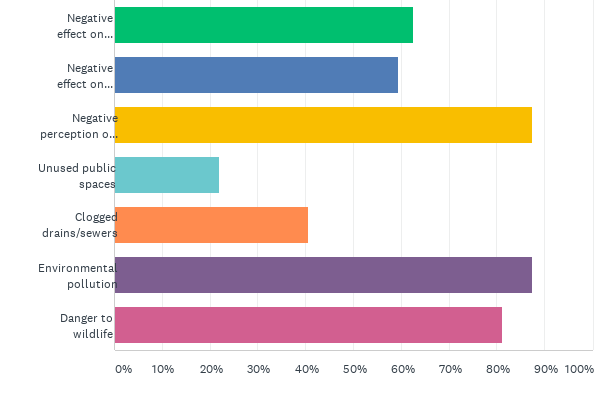 Negative
effect on...
Negative
effect on...
Negative
perception o...
Unused public
spaces
Clogged
drains/sewers
Environmental
pollution
Danger to
wildlife
0% 10% 20% 30% 40% 50% 60% 70% 80% 90% 100%